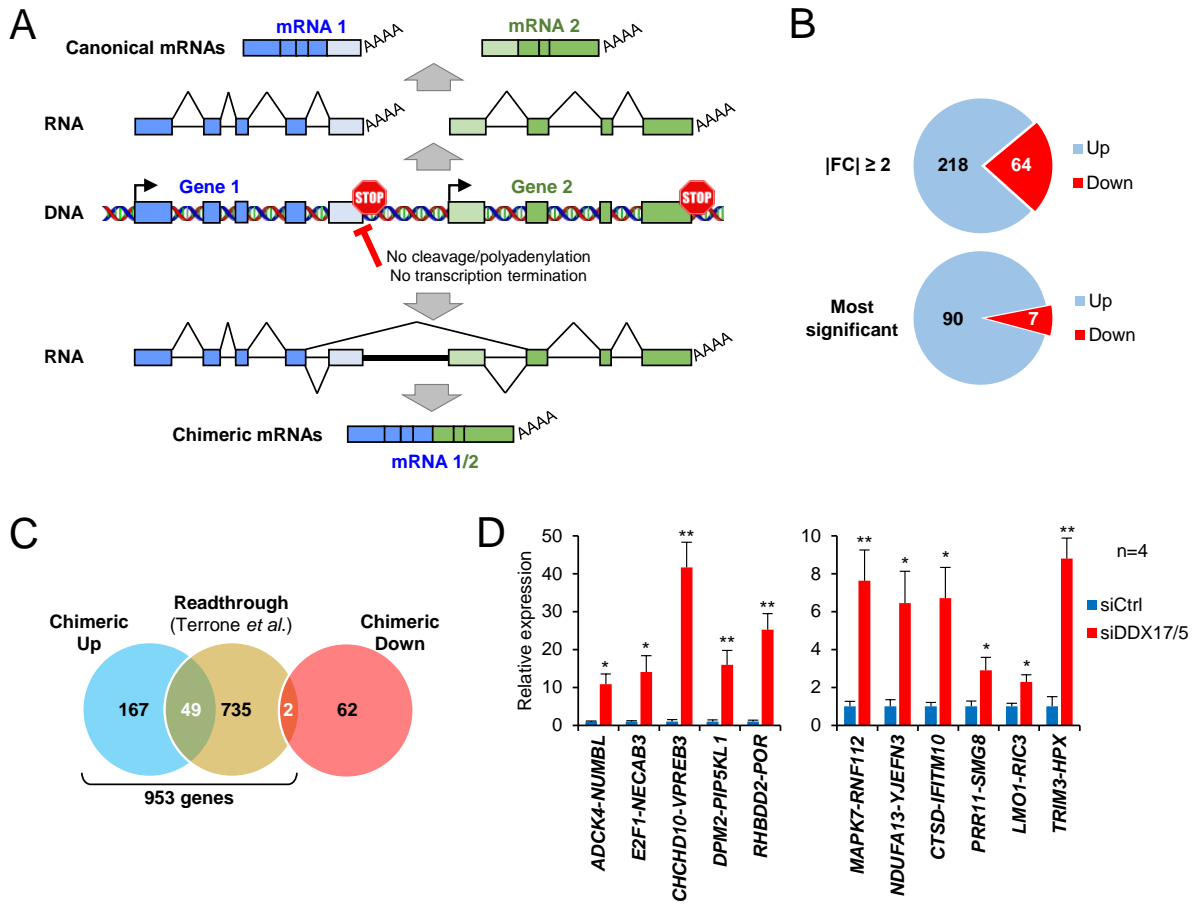 A
mRNA 1
mRNA 2
Canonical mRNAs
AAAA
AAAA
RNA
AAAA
AAAA
Gene 1
Gene 2
DNA
STOP
STOP
No cleavage/polyadenylation
No transcription termination
RNA
AAAA
Chimeric mRNAs
AAAA
mRNA 1/2
B
|FC| ≥ 2
218
64
Up
Down
Most
significant
90
7
Up
Down
C
Chimeric
Up
Readthrough
(Terrone et al.)
Chimeric
Down
167
49
735
2
62
953 genes
D
Relative expression
50
40
30
20
10
0
*
*
**
**
**
ADCK4-NUMBL
E2F1-NECAB3
CHCHD10-VPREB3
DPM2-PIP5KL1
RHBDD2-POR
10
8
6
4
2
0
**
*
*
*
*
**
MAPK7-RNF112
NDUFA13-YJEFN3
CTSD-IFITM10
PRR11-SMG8
LMO1-RIC3
TRIM3-HPX
n=4
siCtrl
siDDX17/5